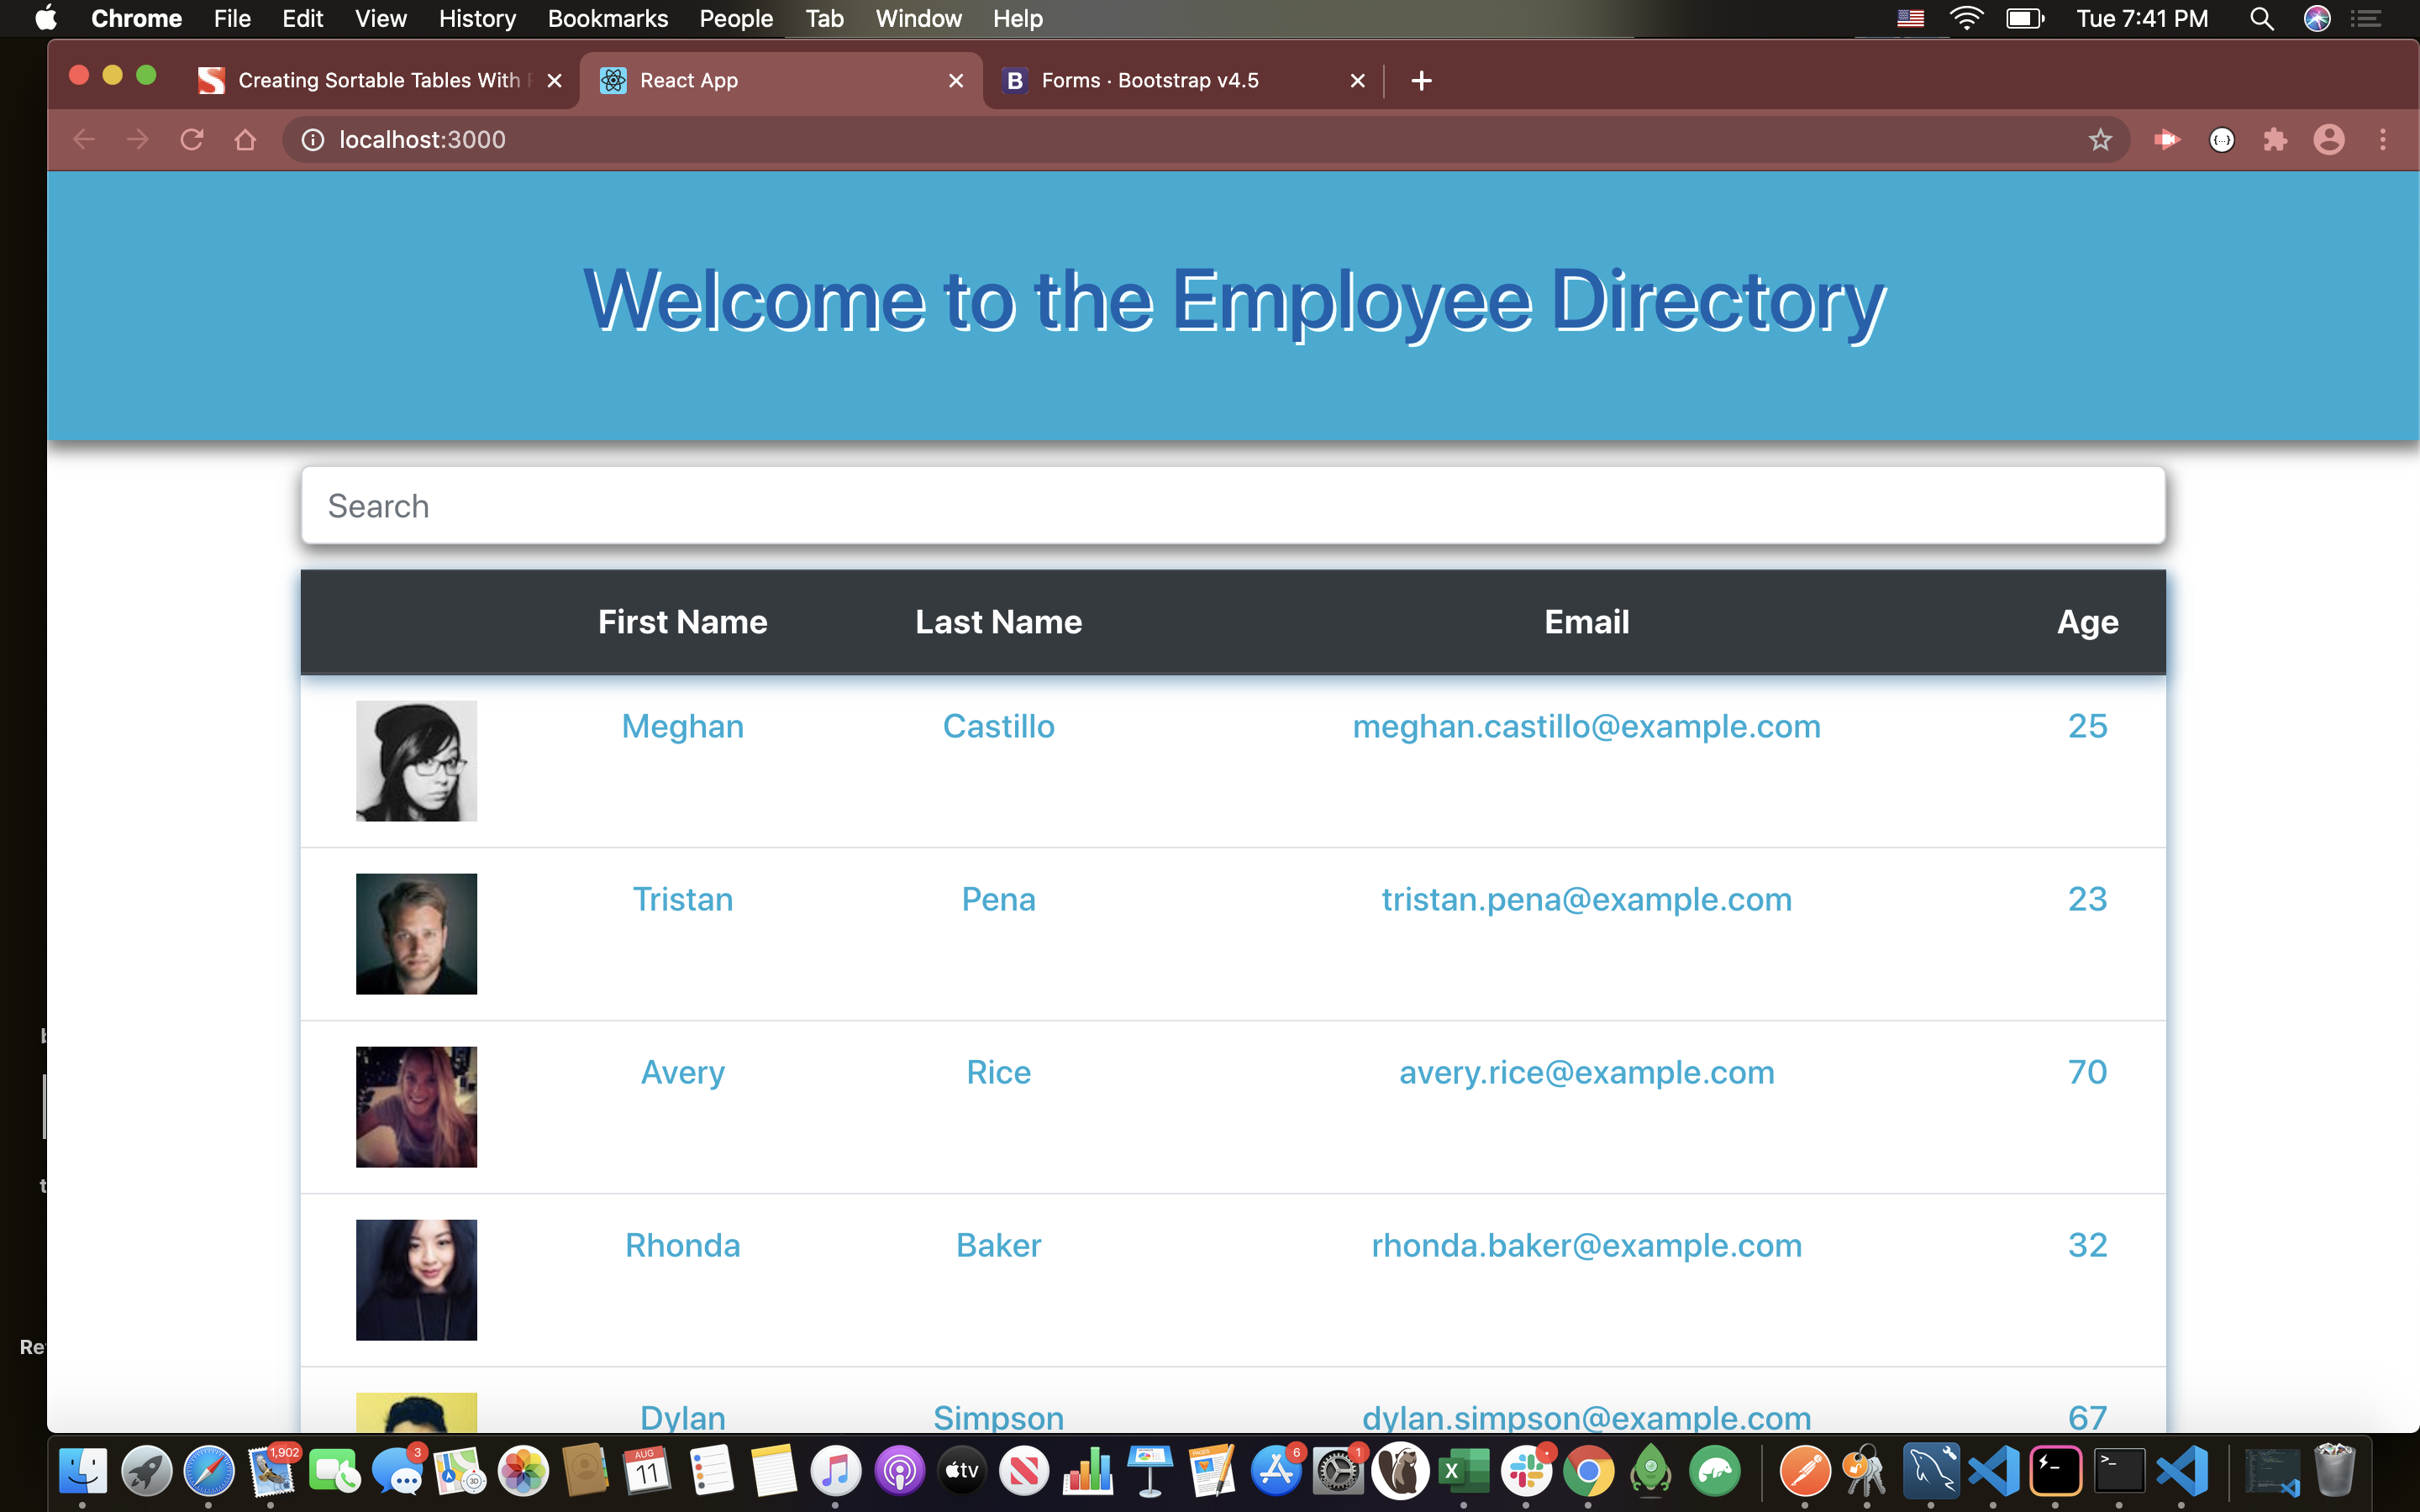 Chrome File Edit View History Bookmarks People Tab Window Help Tue 7:41 PM
Creating Sortable Tables With React App Forms · Bootstrap v4.5
localhost:3000
Welcome to the Employee Directory
Search
First Name Last Name Email Age
Meghan Castillo meghan.castillo@example.com 25
Tristan Pena tristan.pena@example.com 23
Avery Rice avery.rice@example.com 70
Rhonda Baker rhonda.baker@example.com 32
Dylan Simpson dylan.simpson@example.com 67
1,902 3 AUG 11 tv 6 1